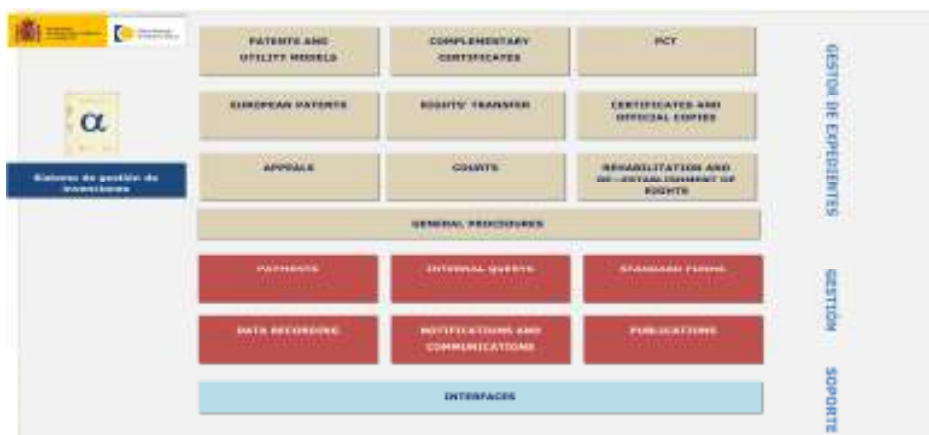 PATENTS AND
UTILITY MODELS
COMPLEMENTARY
CERTIFICATES
PCT
EUROPEAN PATENTS
RIGHTS' TRANSFER
CERTIFICATES AND
OFFICIAL COPIES
α
Sistema de gestión de
invenciones
APPEALS
COURTS
REHABILITATION AND
RE-ESTABLISHMENT OF
RIGHTS
GENERAL PROCEDURES
GESTOR DE EXPEDIENTES
PAYMENTS
INTERNAL QUERYS
STANDARD FORMS
DATA RECORDING
NOTIFICATIONS AND
COMMUNICATIONS
PUBLICATIONS
GESTIÓN
INTERFACES
SOPORTE